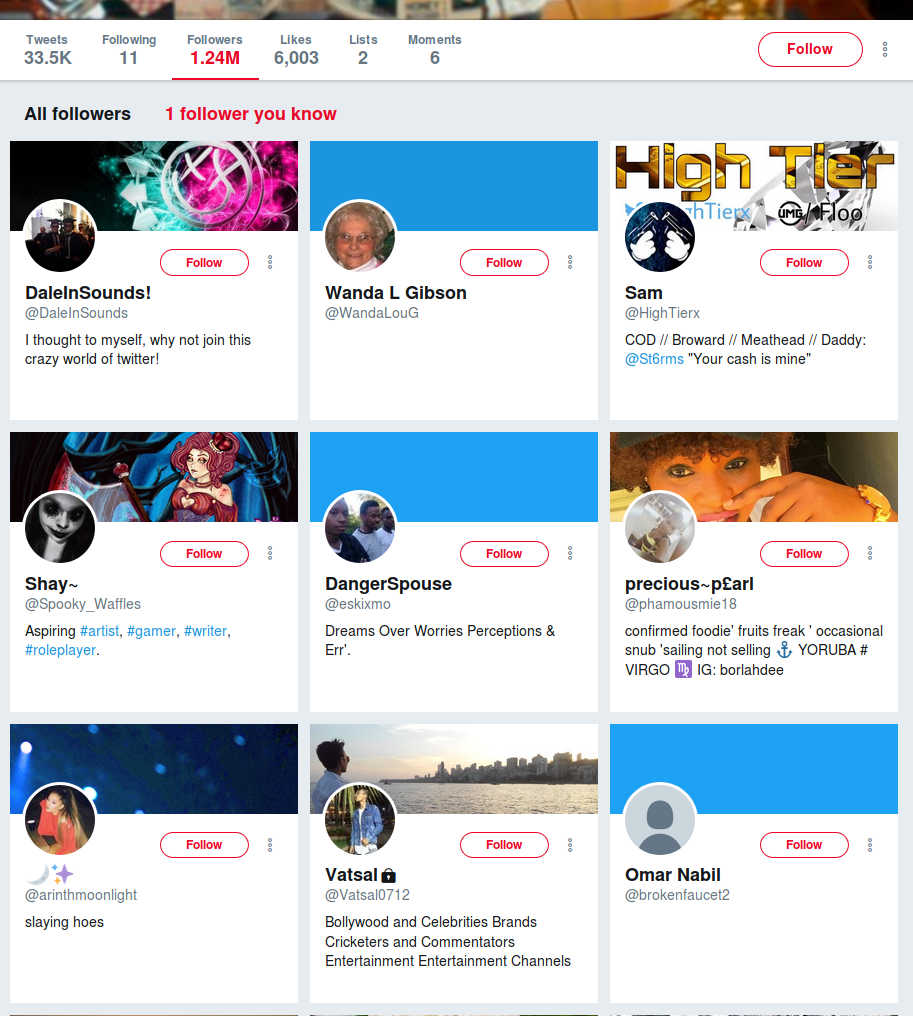 Tweets Following Followers Likes Lists Moments
33.5K 11 1.24M 6,003 2 6
Follow
All followers 1 follower you know
Follow
DaleInSounds!
@DaleInSounds
I thought to myself, why not join this
crazy world of twitter!
Follow
Wanda L Gibson
@WandaLouG
High Tier
HighTierx UMG / Floo
Follow
Sam
@HighTierx
COD // Broward // Meathead // Daddy:
@St6rms "Your cash is mine"
Follow
Shay~
@Spooky_Waffles
Aspiring #artist, #gamer, #writer,
#roleplayer.
Follow
DangerSpouse
@eskixmo
Dreams Over Worries Perceptions &
Err'.
Follow
precious~p£arl
@phamousmie18
confirmed foodie' fruits freak ' occasional
snub 'sailing not selling ⚓ YORUBA #
VIRGO ♍ IG: borlahdee
Follow
🌙✨
@arinthmoonlight
slaying hoes
Follow
Vatsal🔒
@Vatsal0712
Bollywood and Celebrities Brands
Cricketers and Commentators
Entertainment Entertainment Channels
Follow
Omar Nabil
@brokenfaucet2